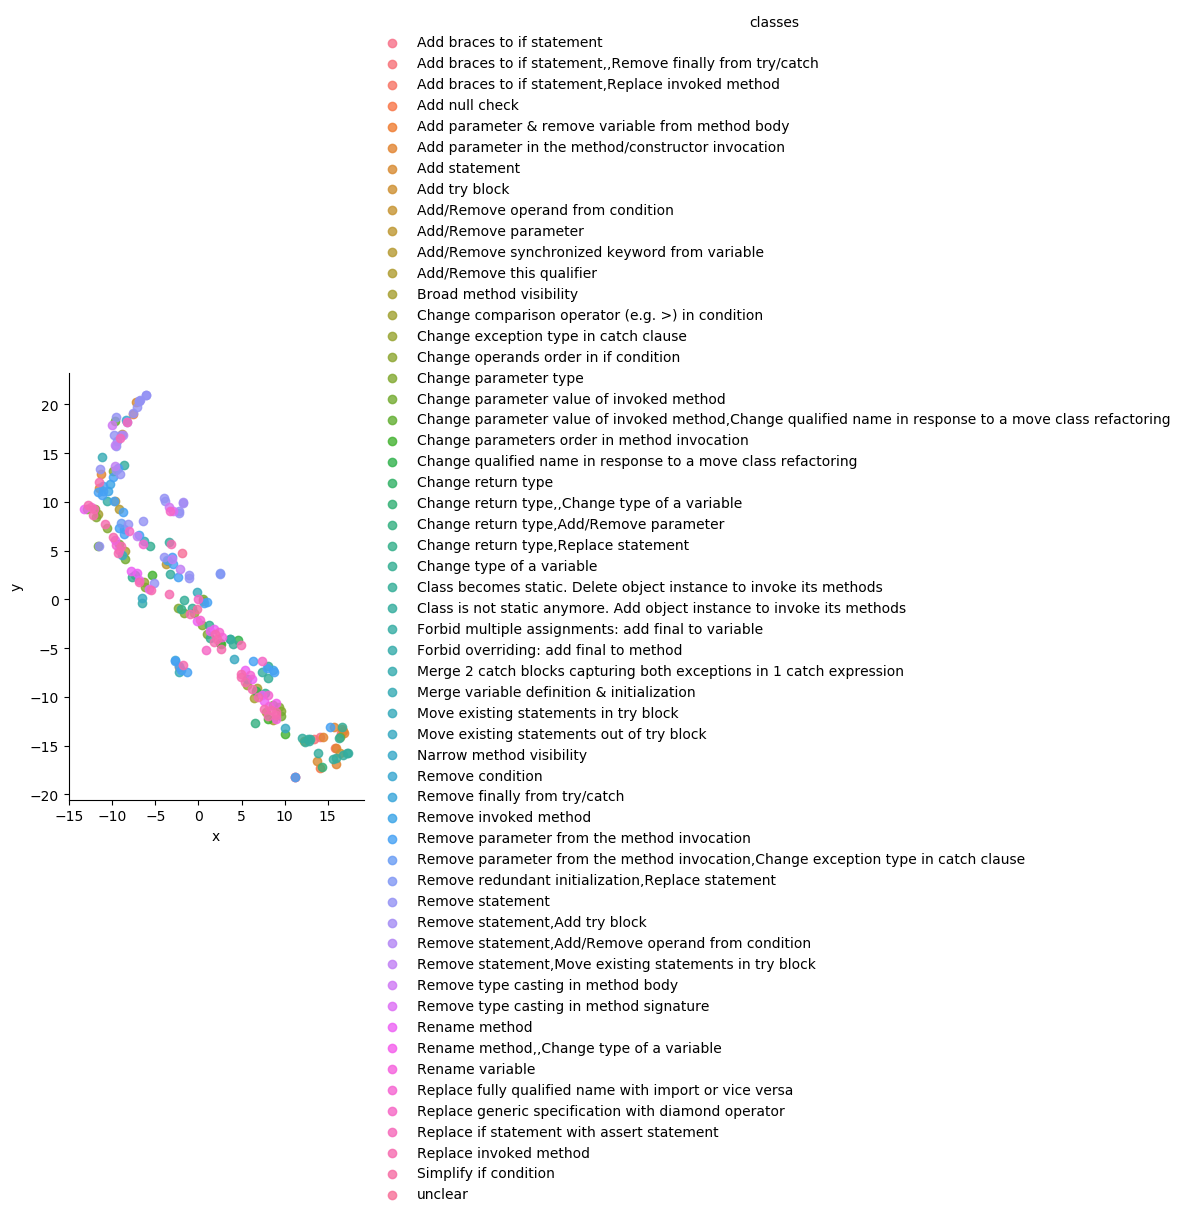 classes
Add braces to if statement
Add braces to if statement,,Remove finally from try/catch
Add braces to if statement,Replace invoked method
Add null check
Add parameter & remove variable from method body
Add parameter in the method/constructor invocation
Add statement
Add try block
Add/Remove operand from condition
Add/Remove parameter
Add/Remove synchronized keyword from variable
Add/Remove this qualifier
Broad method visibility
Change comparison operator (e.g. >) in condition
Change exception type in catch clause
Change operands order in if condition
Change parameter type
Change parameter value of invoked method
Change parameter value of invoked method,Change qualified name in response to a move class refactoring
Change parameters order in method invocation
Change qualified name in response to a move class refactoring
Change return type
Change return type,,Change type of a variable
Change return type,Add/Remove parameter
Change return type,Replace statement
Change type of a variable
Class becomes static. Delete object instance to invoke its methods
Class is not static anymore. Add object instance to invoke its methods
Forbid multiple assignments: add final to variable
Forbid overriding: add final to method
Merge 2 catch blocks capturing both exceptions in 1 catch expression
Merge variable definition & initialization
Move existing statements in try block
Move existing statements out of try block
Narrow method visibility
Remove condition
Remove finally from try/catch
Remove invoked method
Remove parameter from the method invocation
Remove parameter from the method invocation,Change exception type in catch clause
Remove redundant initialization,Replace statement
Remove statement
Remove statement,Add try block
Remove statement,Add/Remove operand from condition
Remove statement,Move existing statements in try block
Remove type casting in method body
Remove type casting in method signature
Rename method
Rename method,,Change type of a variable
Rename variable
Replace fully qualified name with import or vice versa
Replace generic specification with diamond operator
Replace if statement with assert statement
Replace invoked method
Simplify if condition
unclear
20
15
10
5
0
−5
−10
−15
−20
y
−15 −10 −5 0 5 10 15
x